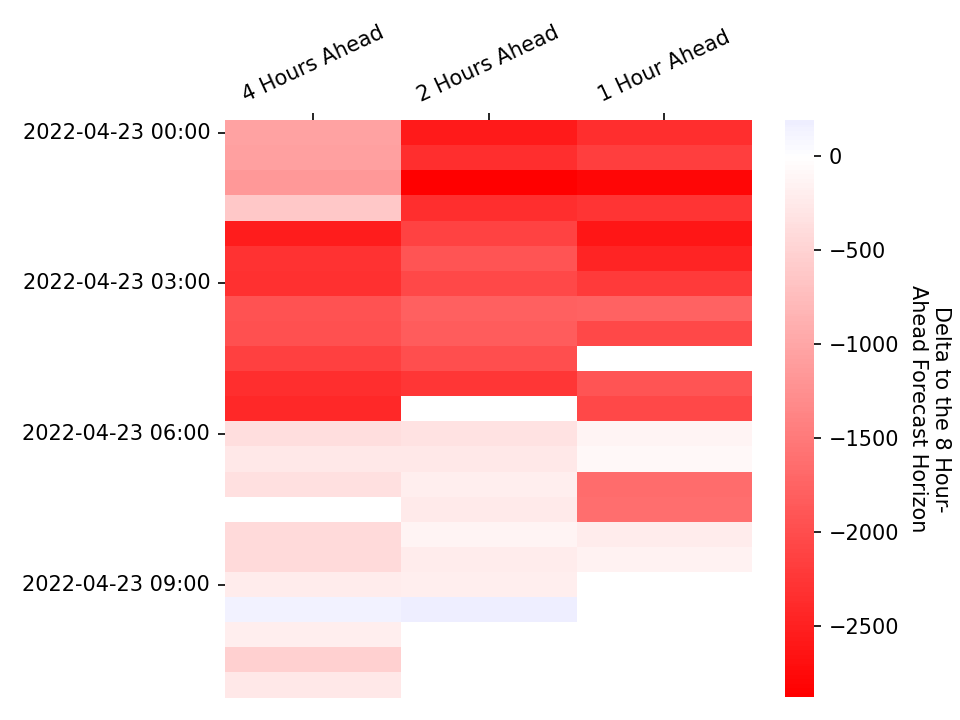 4 Hours Ahead
2 Hours Ahead
1 Hour Ahead
2022-04-23 00:00
2022-04-23 03:00
2022-04-23 06:00
2022-04-23 09:00
0
−500
−1000
−1500
−2000
−2500
Delta to the 8 Hour-
Ahead Forecast Horizon